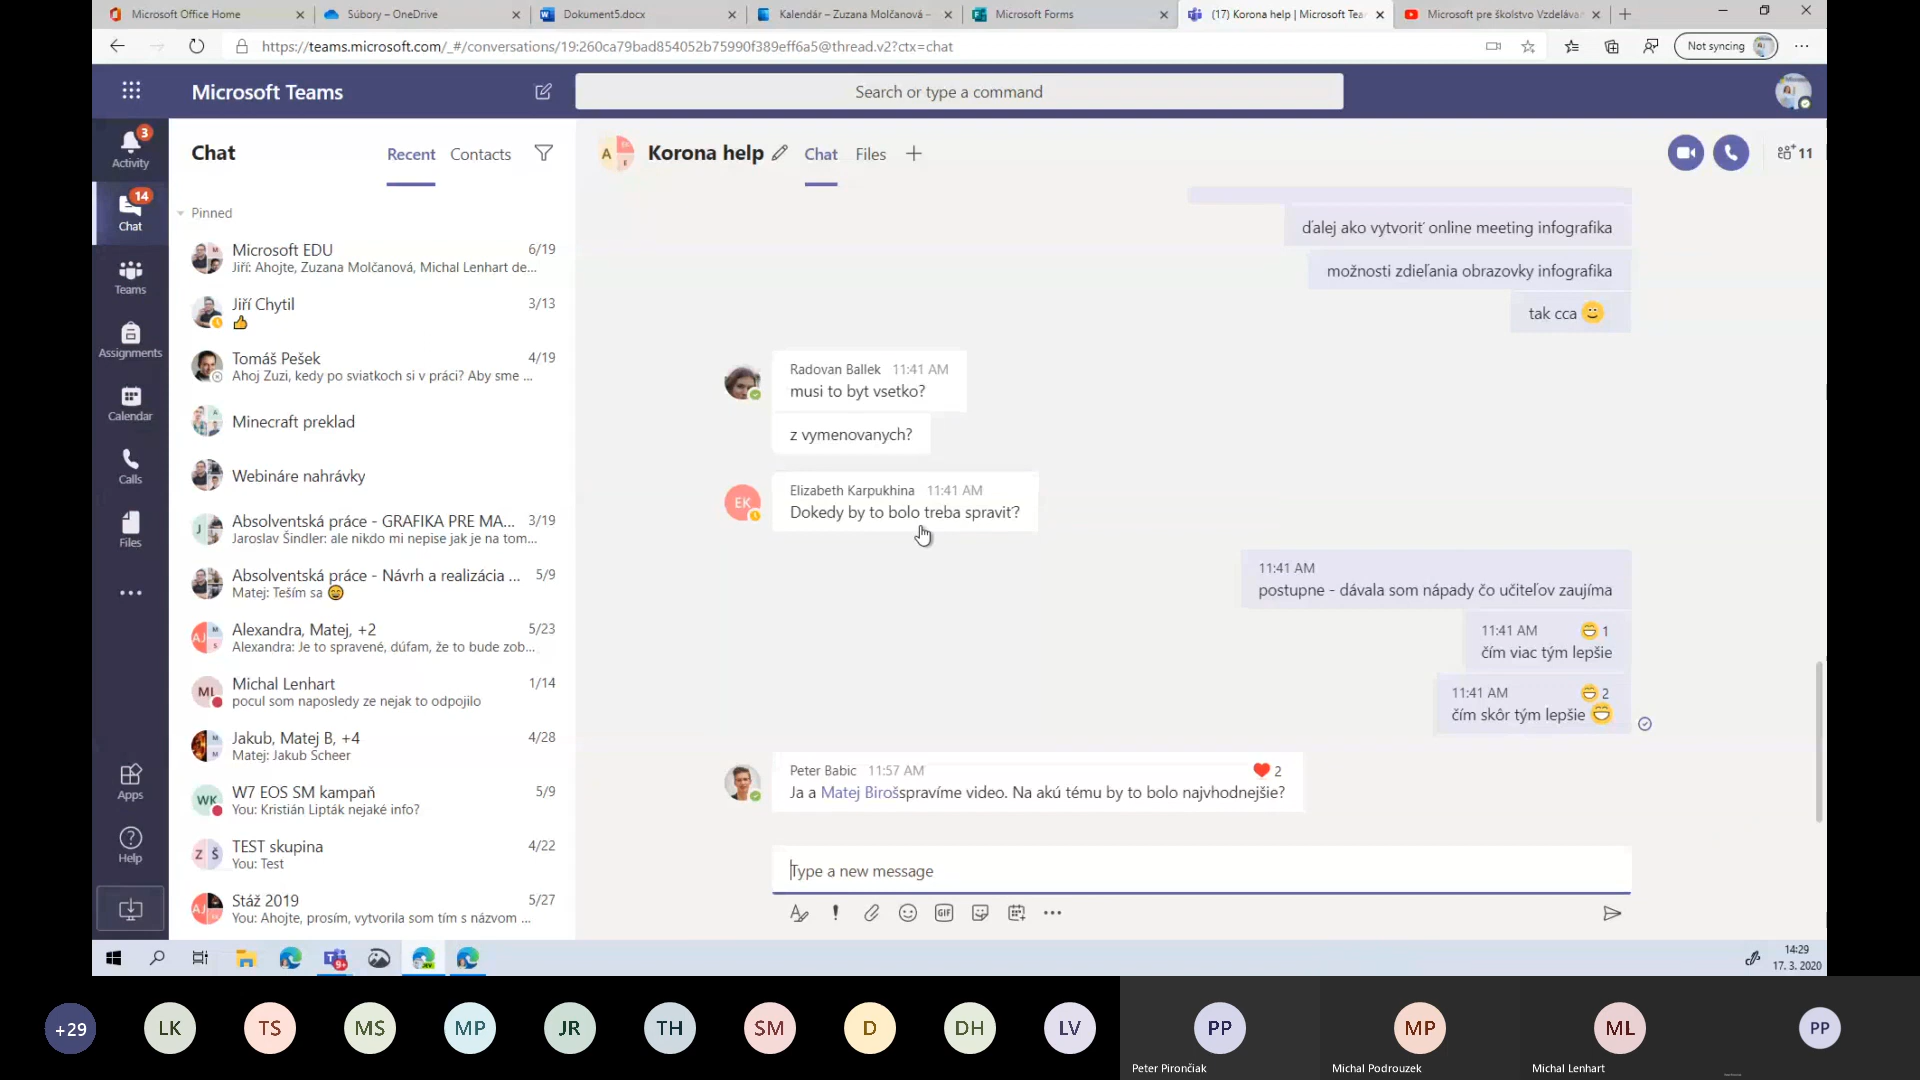 Microsoft Office Home
Súbory – OneDrive
Dokument5.docx
Kalendár – Zuzana Molčanová –
Microsoft Forms
(17) Korona help | Microsoft Tea
Microsoft pre školstvo Vzdeláva
https://teams.microsoft.com/_#/conversations/19:260ca79bad854052b75990f389eff6a5@thread.v2?ctx=chat
Not syncing
Microsoft Teams
Search or type a command
3
Activity
14
Chat
Teams
Assignments
Calendar
Calls
Files
Apps
Help
Chat
Recent
Contacts
Pinned
Microsoft EDU 6/19
Jiří: Ahojte, Zuzana Molčanová, Michal Lenhart de...
Jiří Chytil 3/13
Tomáš Pešek 4/19
Ahoj Zuzi, kedy po sviatkoch si v práci? Aby sme ...
Minecraft preklad
Webináre nahrávky
Absolventská práce - GRAFIKA PRE MA... 3/19
Jaroslav Šindler: ale nikdo mi nepise jak je na tom...
Absolventská práce - Návrh a realizácia ... 5/9
Matej: Teším sa
AJ
Alexandra, Matej, +2 5/23
Alexandra: Je to spravené, dúfam, že to bude zob...
ML
Michal Lenhart 1/14
pocul som naposledy ze nejak to odpojilo
Jakub, Matej B, +4 4/28
Matej: Jakub Scheer
WK
W7 EOS SM kampaň 5/9
You: Kristián Lipták nejaké info?
Z Š
TEST skupina 4/22
You: Test
AJ
Stáž 2019 5/27
You: Ahojte, prosím, vytvorila som tím s názvom ...
A
E
Korona help
Chat
Files
11
ďalej ako vytvoriť online meeting infografika
možnosti zdieľania obrazovky infografika
tak cca
Radovan Ballek 11:41 AM
musi to byt vsetko?
z vymenovanych?
EK
Elizabeth Karpukhina 11:41 AM
Dokedy by to bolo treba spraviť?
11:41 AM
postupne - dávala som nápady čo učiteľov zaujíma
11:41 AM 1
čím viac tým lepšie
11:41 AM 2
čím skôr tým lepšie
Peter Babic 11:57 AM 2
Ja a Matej Birošspravíme video. Na akú tému by to bolo najvhodnejšie?
Type a new message
GIF
9+
14:29
17. 3. 2020
+29
LK
TS
MS
MP
JR
TH
SM
D
DH
LV
PP
Peter Pirončiak
MP
Michal Podrouzek
ML
Michal Lenhart
PP